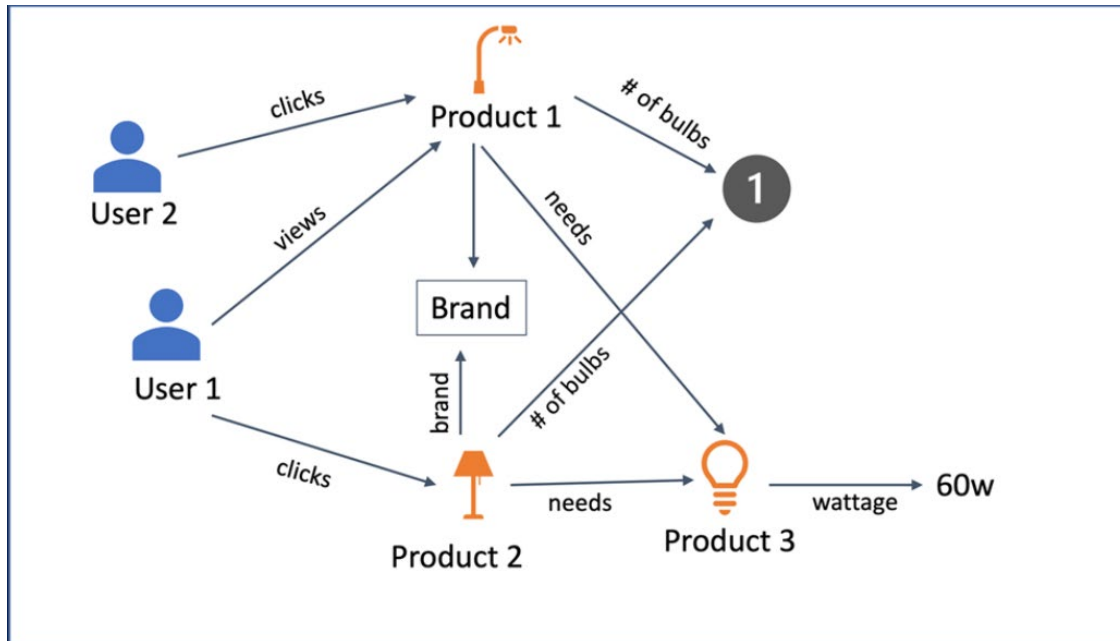 clicks
# of bulbs
Product 1
1
User 2
views
needs
Brand
User 1
brand
# of bulbs
clicks
needs
wattage
60w
Product 2
Product 3